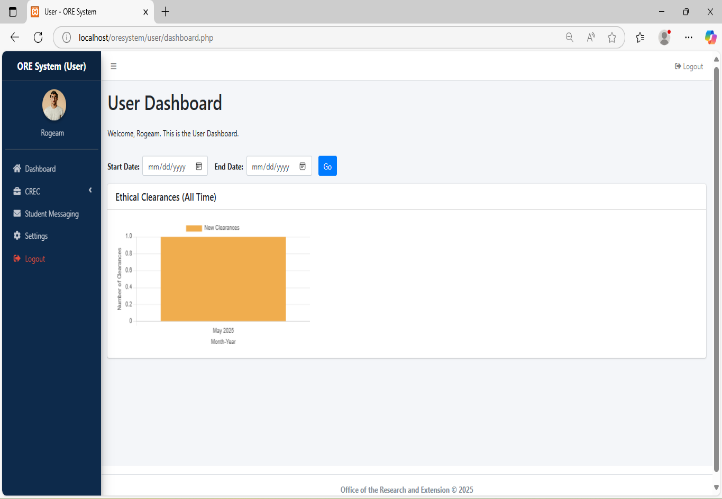 User - ORE System
localhost/oresystem/user/dashboard.php
ORE System (User)
Logout
Rogeam
Dashboard
CREC
Student Messaging
Settings
Logout
User Dashboard
Welcome, Rogeam. This is the User Dashboard.
Start Date: mm/dd/yyyy End Date: mm/dd/yyyy Go
Ethical Clearances (All Time)
New Clearances
Number of Clearances
1.0
0.8
0.6
0.4
0.2
0
May 2025
Month-Year
Office of the Research and Extension © 2025